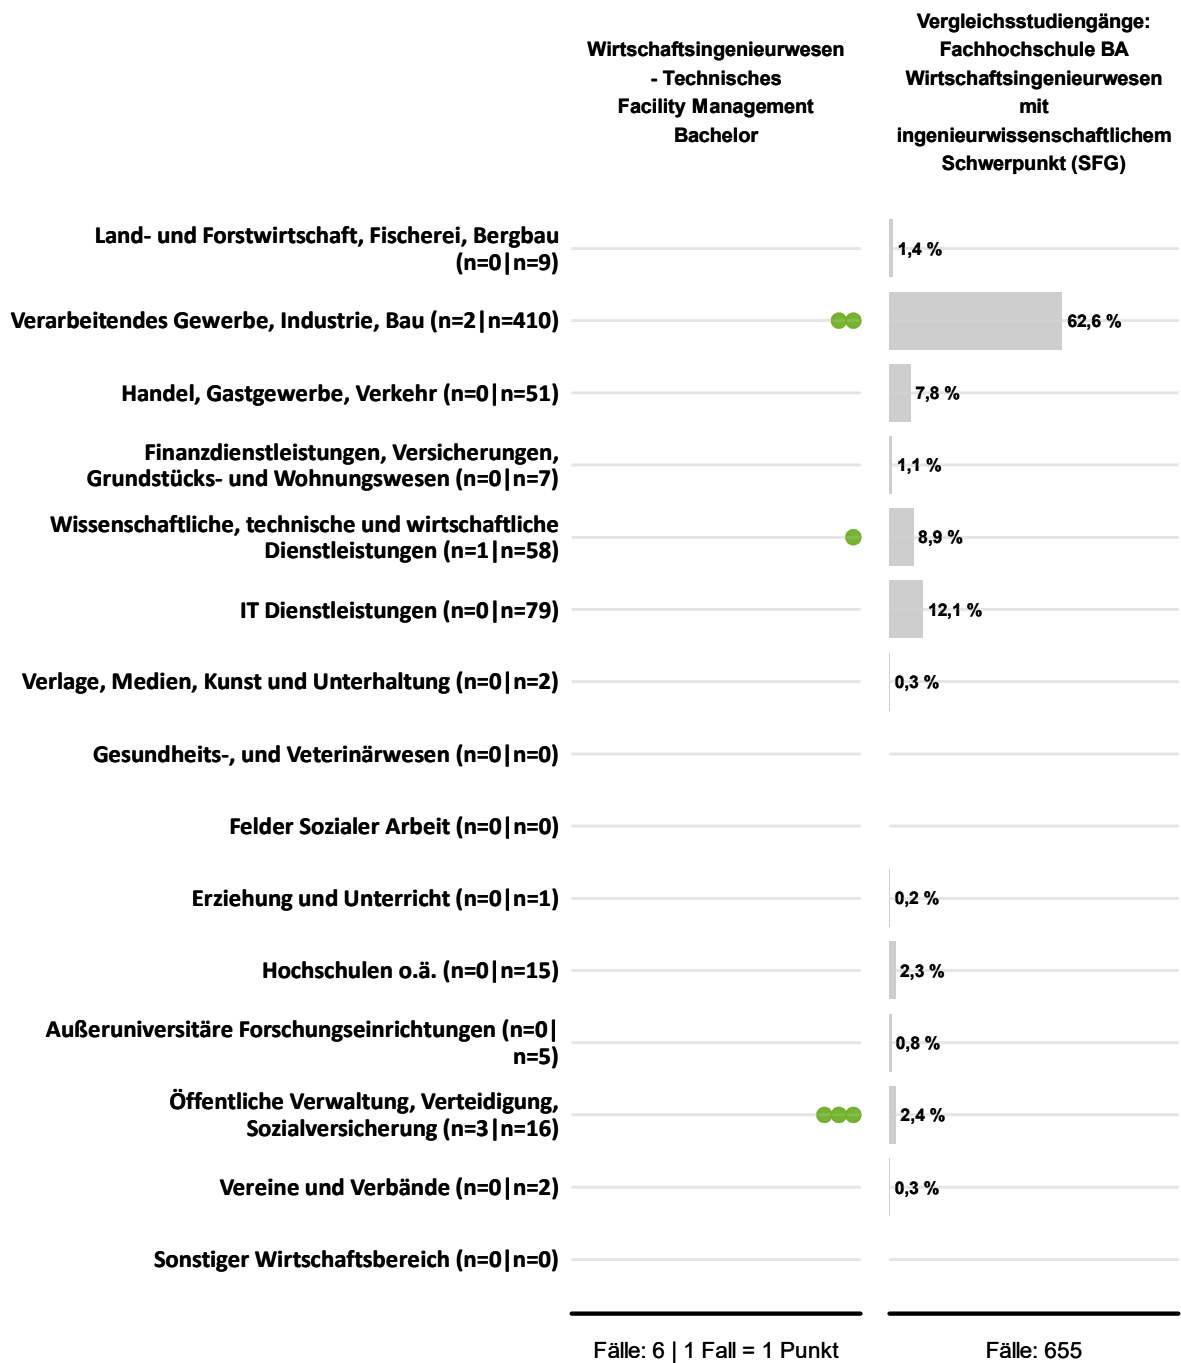 Wirtschaftsingenieurwesen
- Technisches
Facility Management
Bachelor
Vergleichsstudiengänge:
Fachhochschule BA
Wirtschaftsingenieurwesen
mit
ingenieurwissenschaftlichem
Schwerpunkt (SFG)
Land- und Forstwirtschaft, Fischerei, Bergbau
(n=0|n=9)
1,4 %
Verarbeitendes Gewerbe, Industrie, Bau (n=2|n=410)
62,6 %
Handel, Gastgewerbe, Verkehr (n=0|n=51)
7,8 %
Finanzdienstleistungen, Versicherungen,
Grundstücks- und Wohnungswesen (n=0|n=7)
1,1 %
Wissenschaftliche, technische und wirtschaftliche
Dienstleistungen (n=1|n=58)
8,9 %
IT Dienstleistungen (n=0|n=79)
12,1 %
Verlage, Medien, Kunst und Unterhaltung (n=0|n=2)
0,3 %
Gesundheits-, und Veterinärwesen (n=0|n=0)
Felder Sozialer Arbeit (n=0|n=0)
Erziehung und Unterricht (n=0|n=1)
0,2 %
Hochschulen o.ä. (n=0|n=15)
2,3 %
Außeruniversitäre Forschungseinrichtungen (n=0|
n=5)
0,8 %
Öffentliche Verwaltung, Verteidigung,
Sozialversicherung (n=3|n=16)
2,4 %
Vereine und Verbände (n=0|n=2)
0,3 %
Sonstiger Wirtschaftsbereich (n=0|n=0)
Fälle: 6 | 1 Fall = 1 Punkt
Fälle: 655